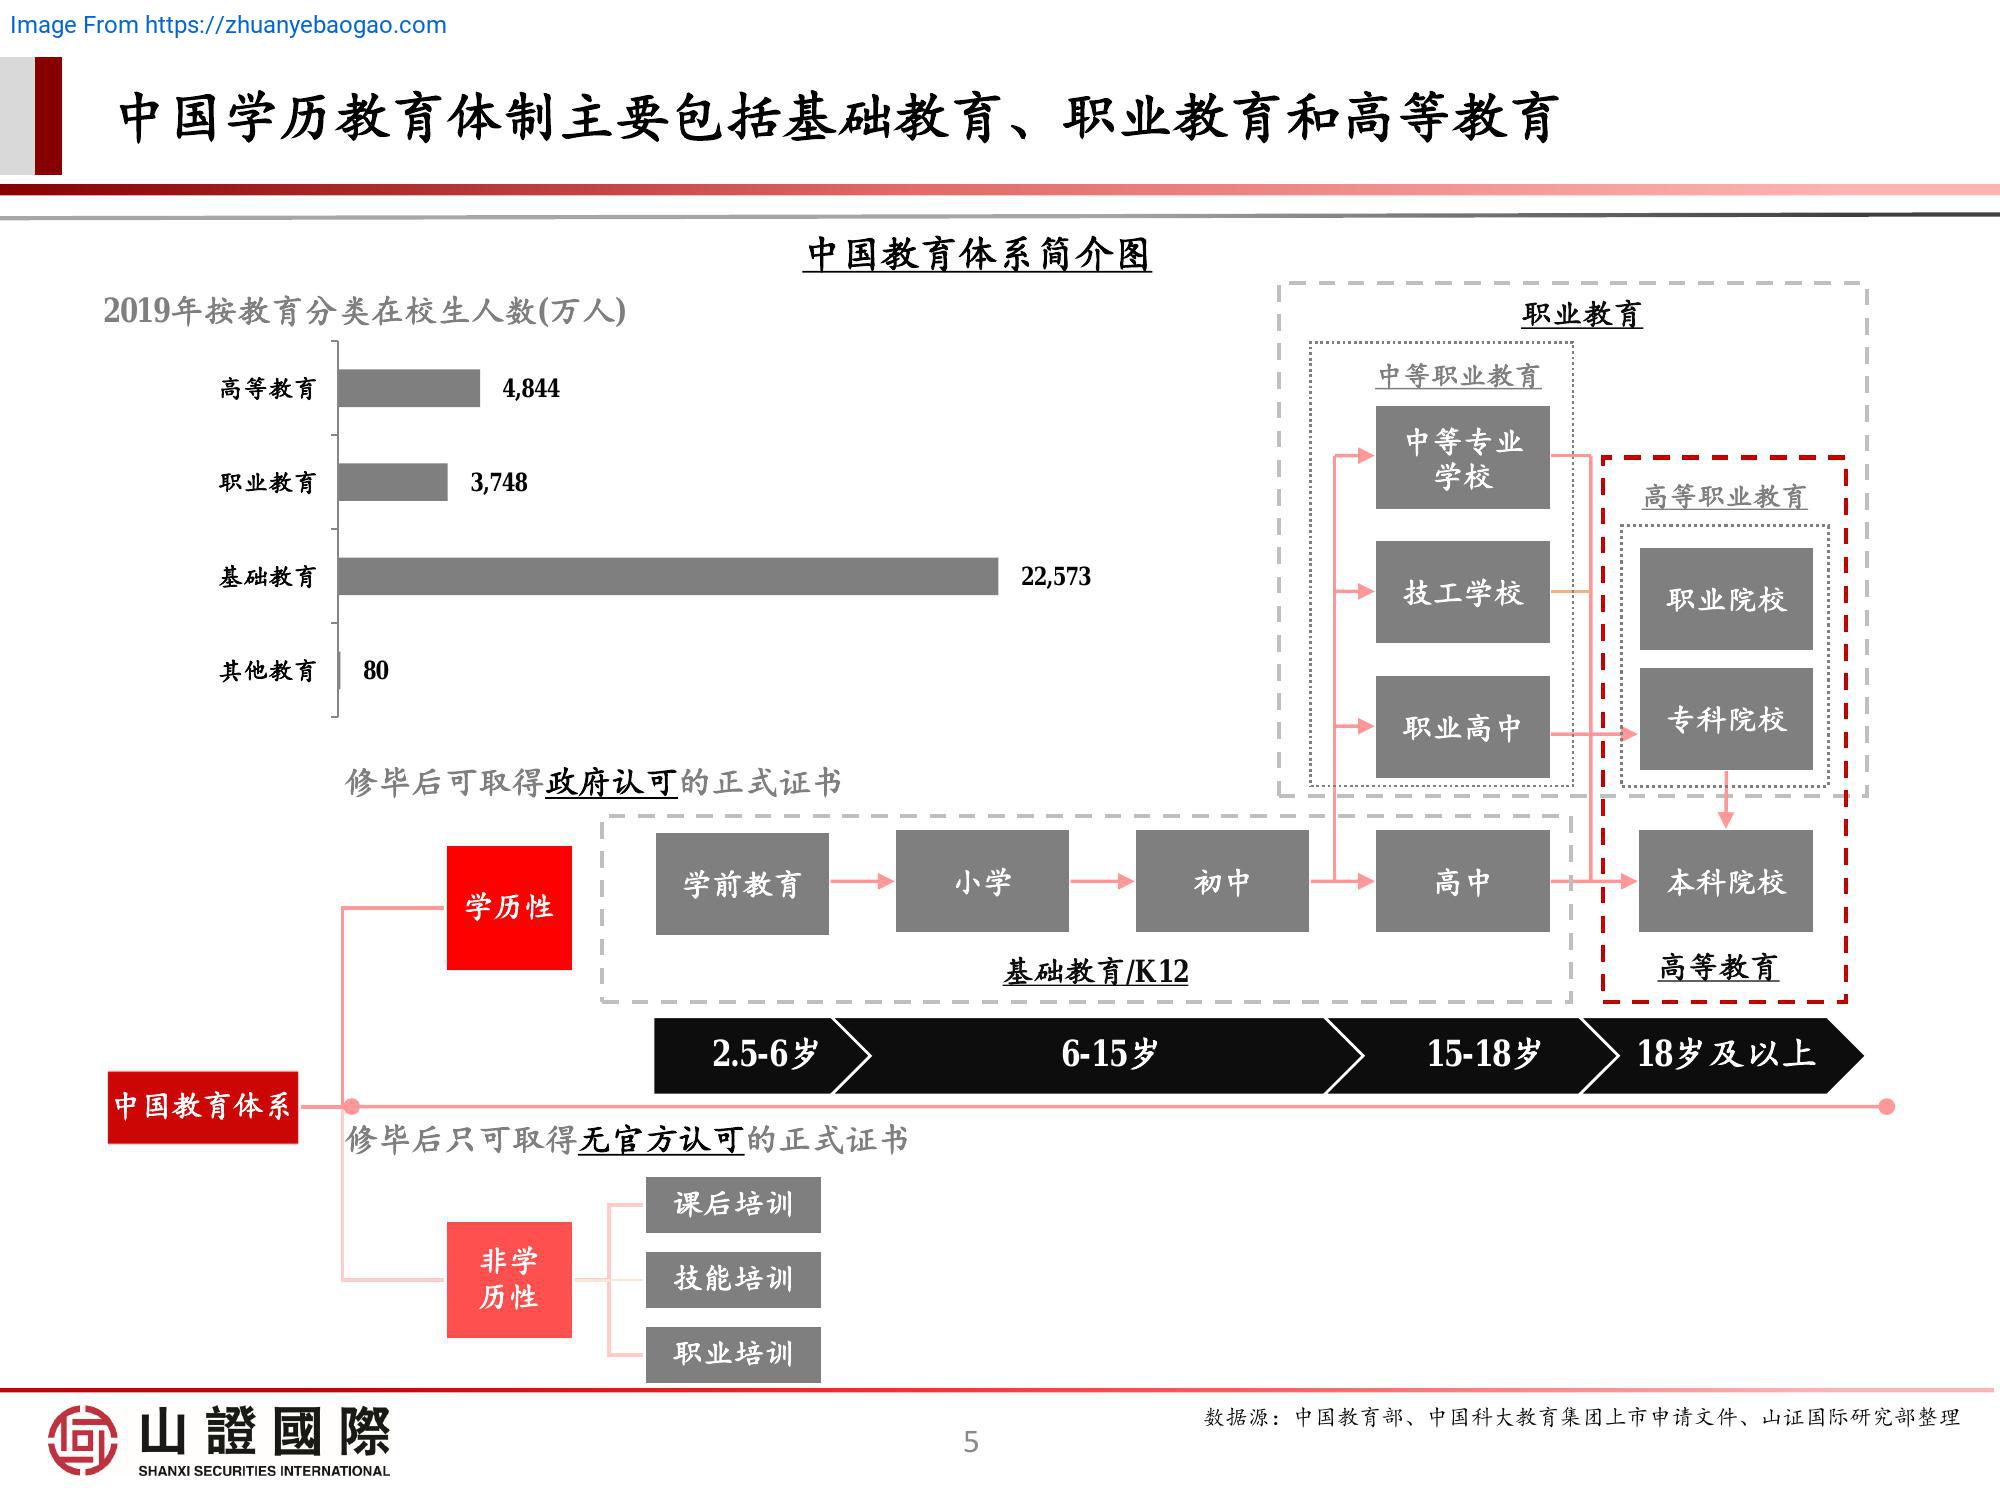 Image From https://zhuanyebaogao.com
中国学历教育体制主要包括基础教育、职业教育和高等教育
中国教育体系简介图
2019年按教育分类在校生人数(万人)
高等教育 4,844
职业教育 3,748
基础教育 22,573
其他教育 80
职业教育
中等职业教育
中等专业
学校
技工学校
职业高中
高等职业教育
职业院校
专科院校
修毕后可取得政府认可的正式证书
学历性
学前教育
小学
初中
高中
本科院校
基础教育/K12
高等教育
2.5-6岁
6-15岁
15-18岁
18岁及以上
中国教育体系
修毕后只可取得无官方认可的正式证书
非学
历性
课后培训
技能培训
职业培训
山證國際
SHANXI SECURITIES INTERNATIONAL
5
数据源：中国教育部、中国科大教育集团上市申请文件、山证国际研究部整理